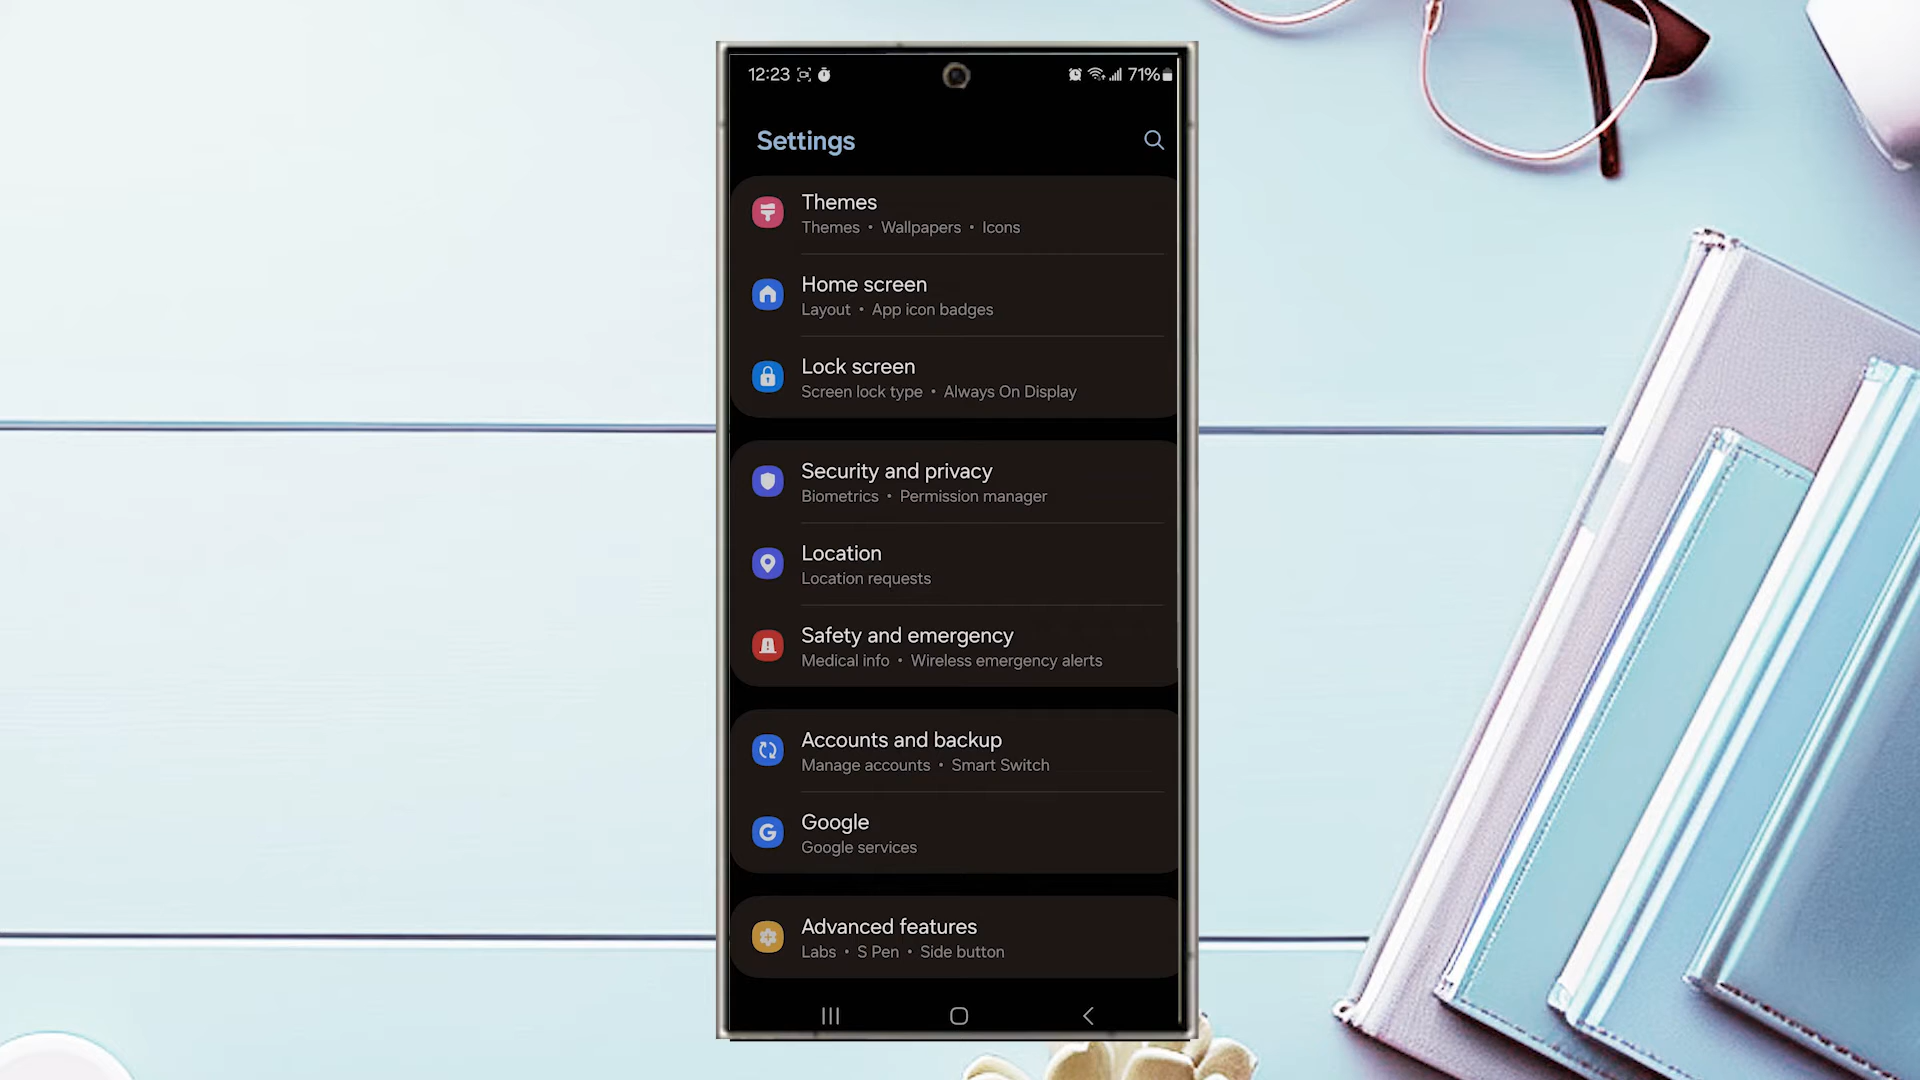 12:23 71%
Settings
Themes
Themes • Wallpapers • Icons
Home screen
Layout • App icon badges
Lock screen
Screen lock type • Always On Display
Security and privacy
Biometrics • Permission manager
Location
Location requests
Safety and emergency
Medical info • Wireless emergency alerts
Accounts and backup
Manage accounts • Smart Switch
Google
Google services
Advanced features
Labs • S Pen • Side button